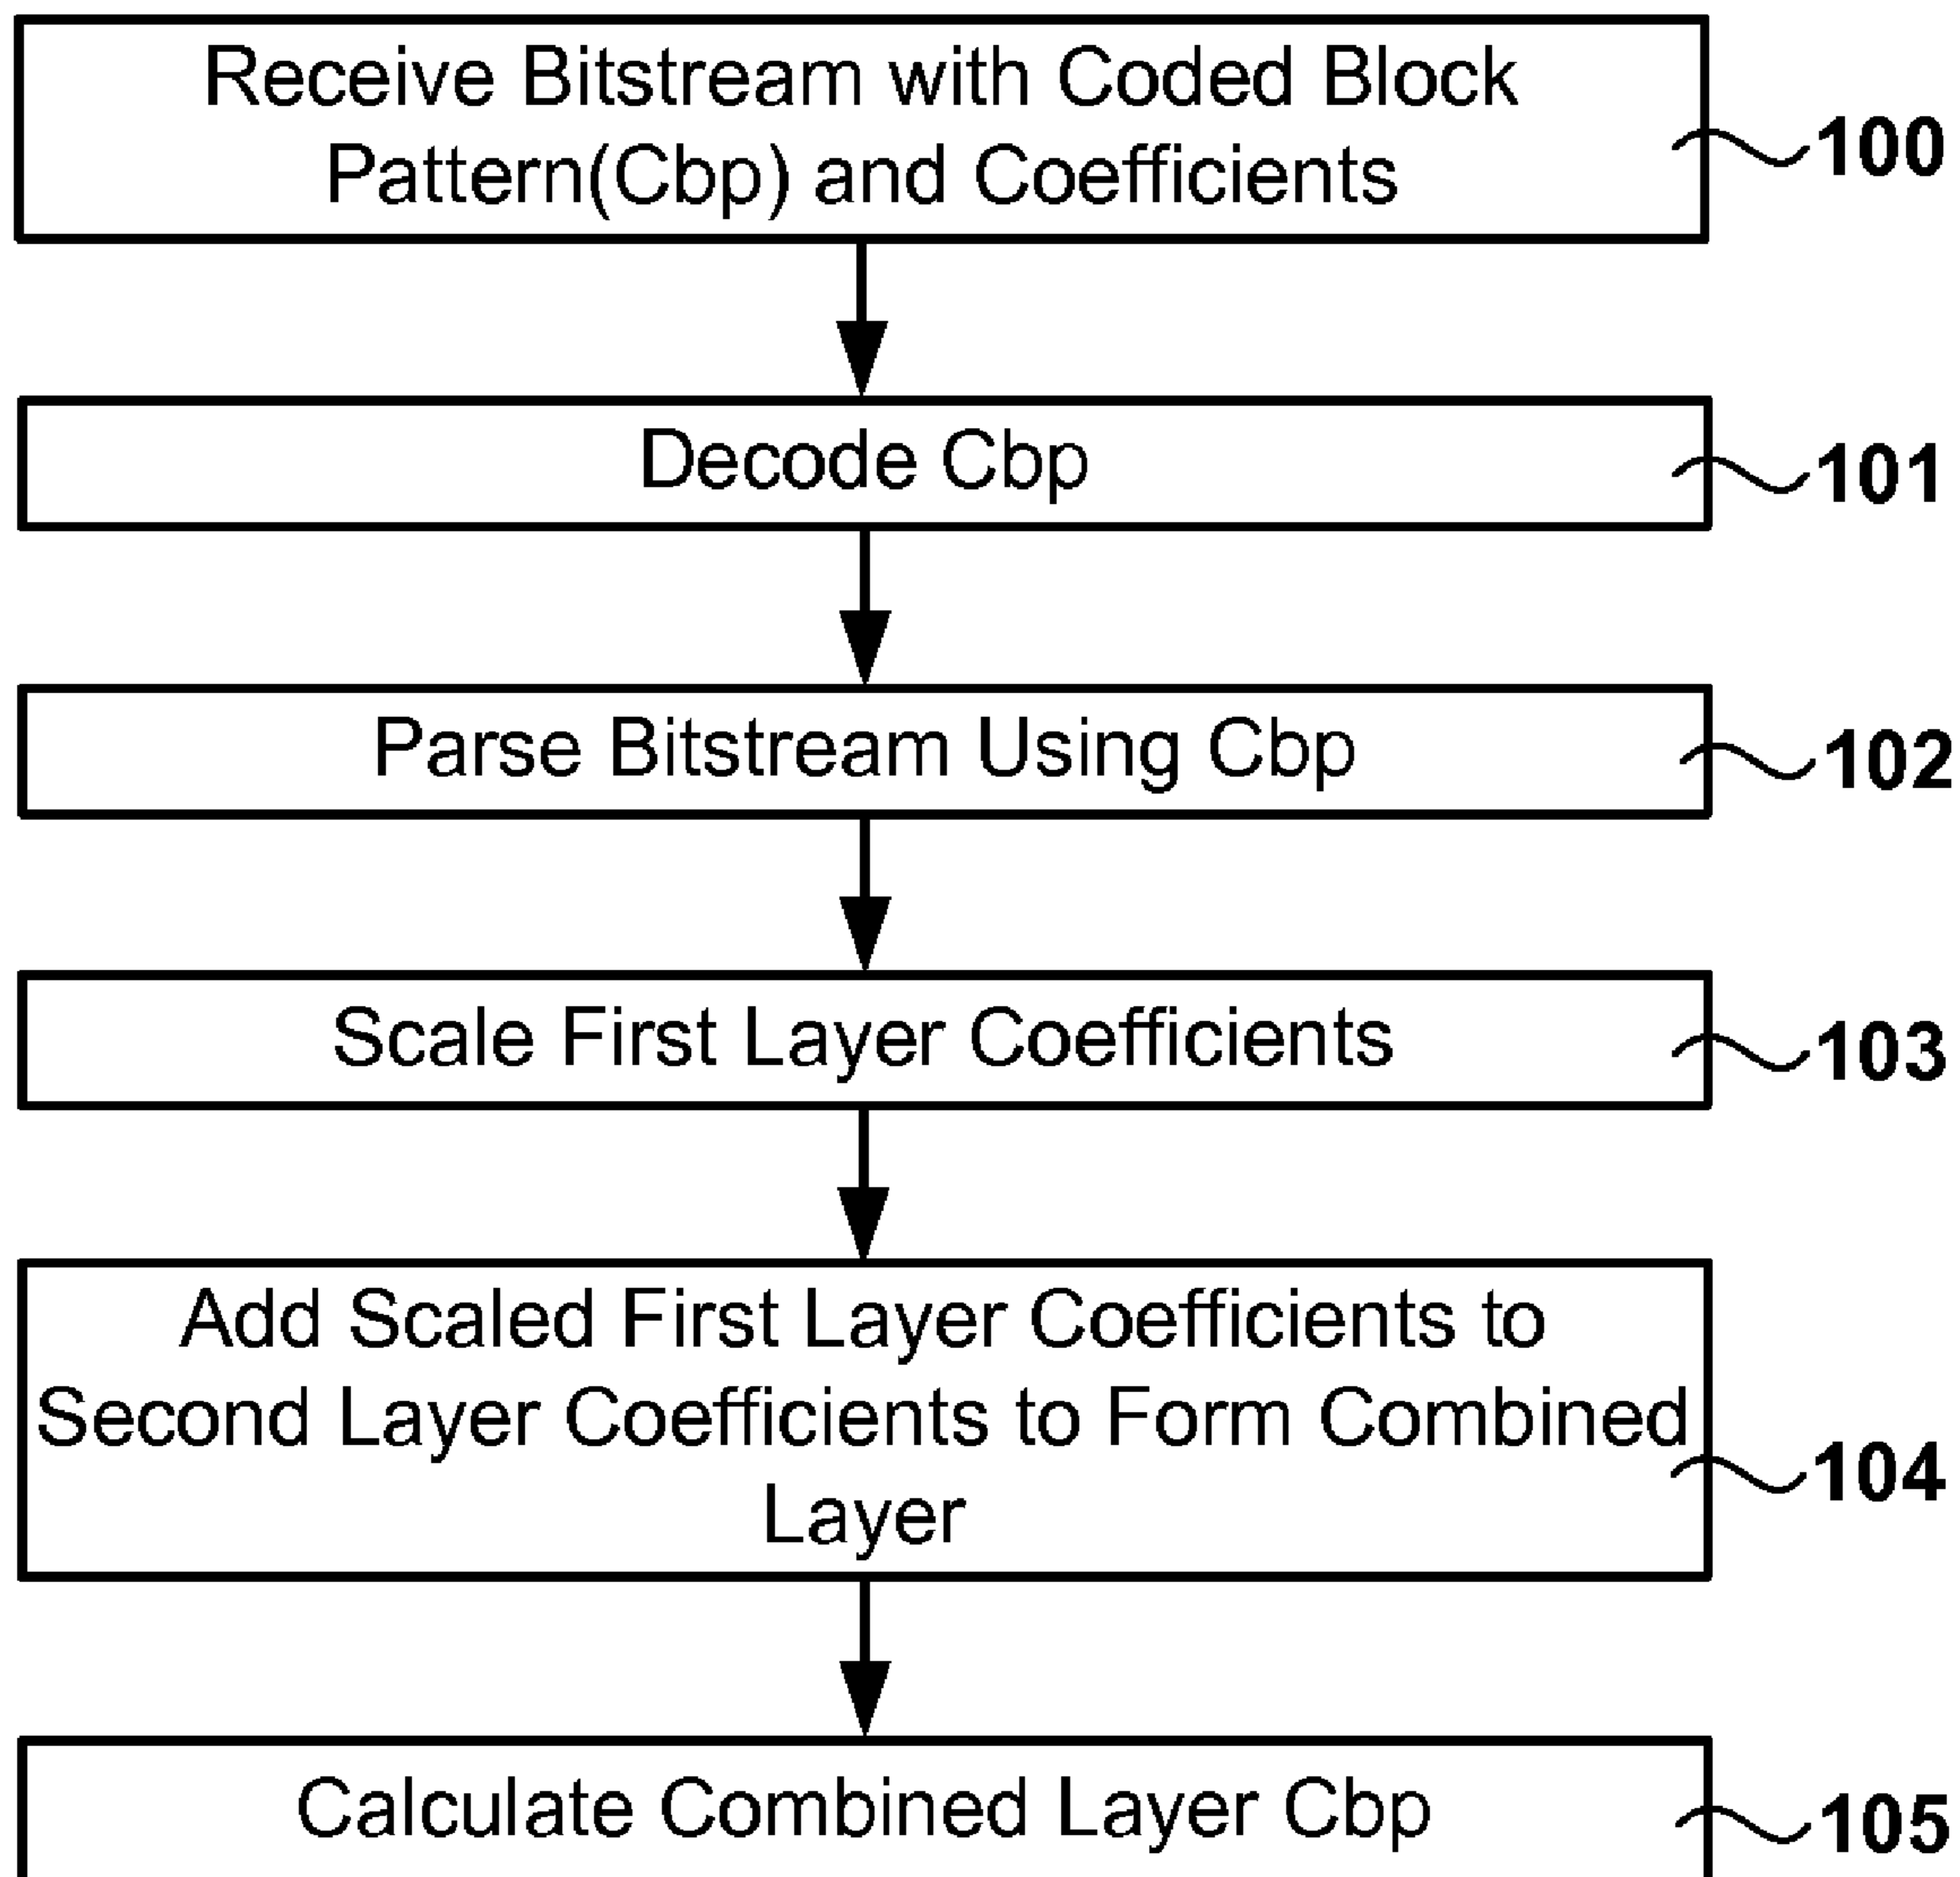 Receive Bitstream with Coded Block
Pattern(Cbp) and Coefficients
100
Decode Cbp
101
Parse Bitstream Using Cbp
102
Scale First Layer Coefficients
103
Add Scaled First Layer Coefficients to
Second Layer Coefficients to Form Combined
Layer
104
Calculate Combined Layer Cbp
105